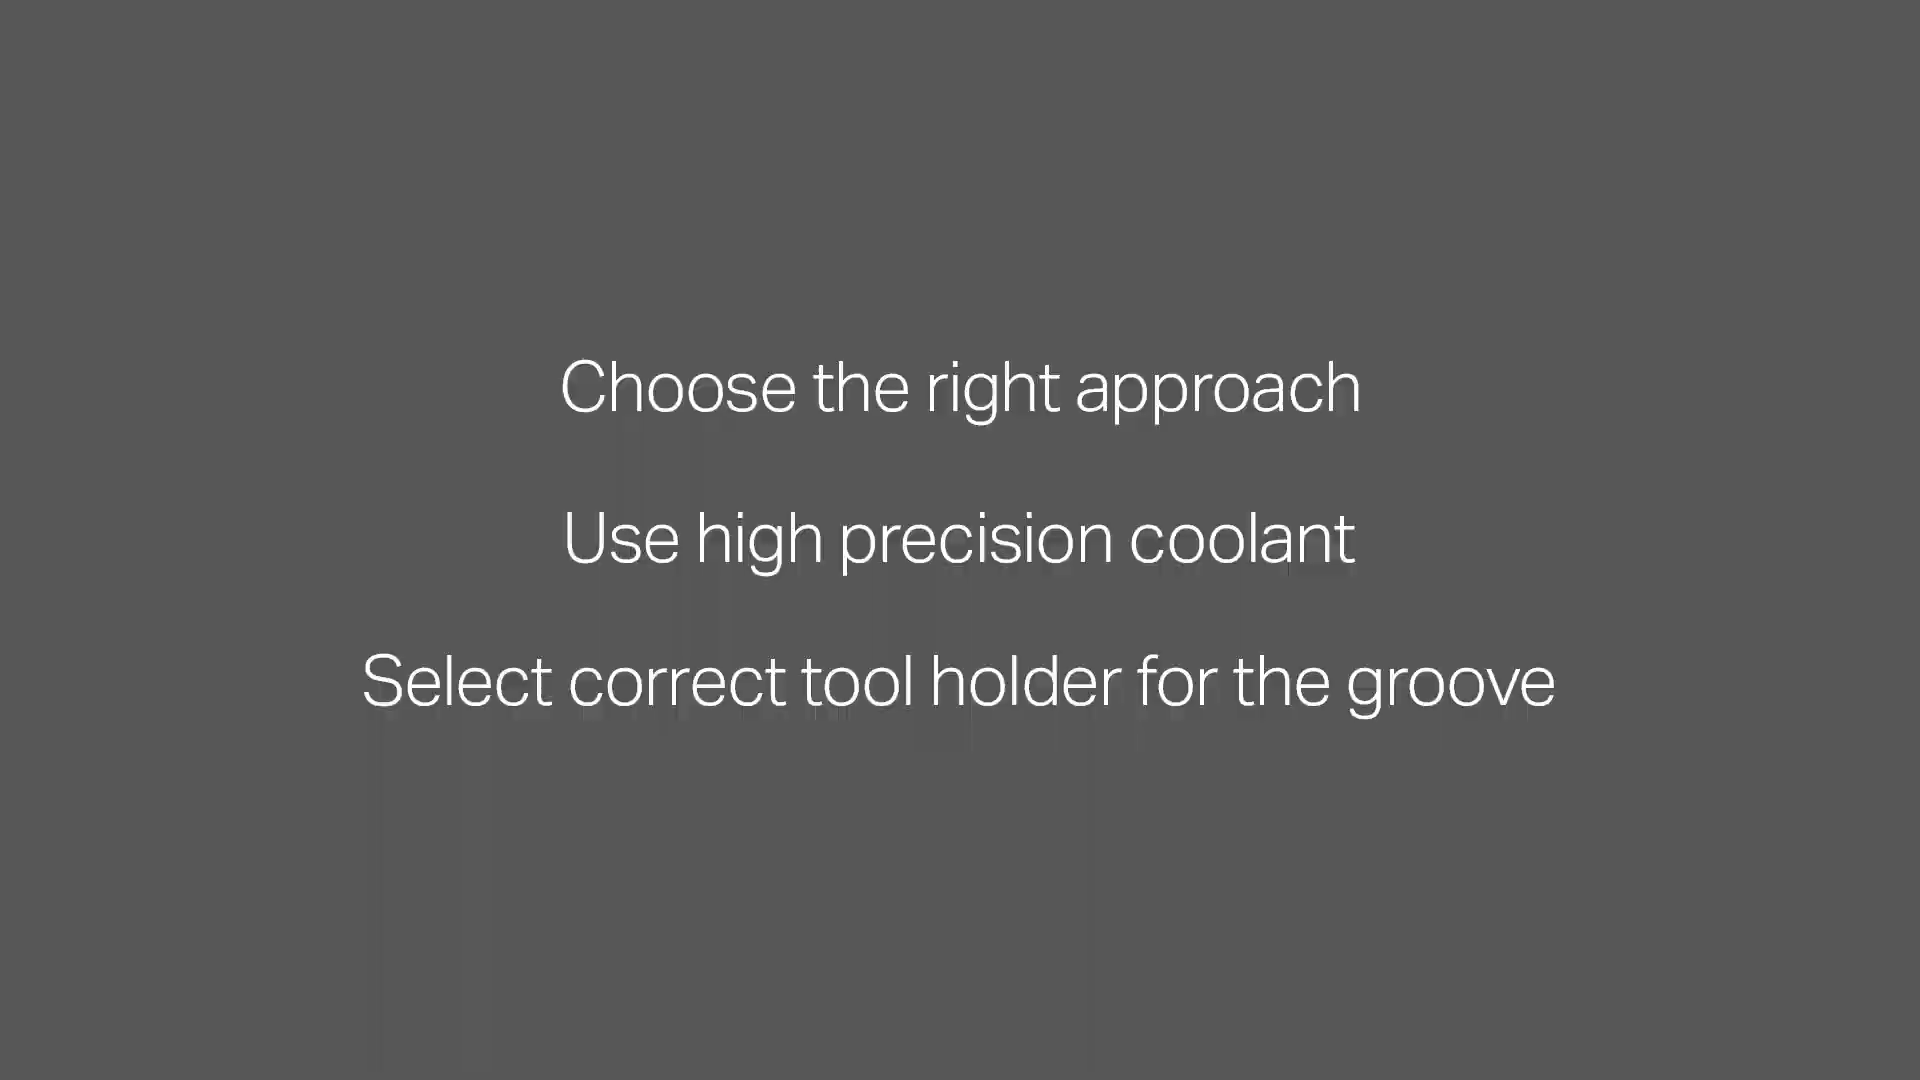 Choose the right approach
Use high precision coolant
Select correct tool holder for the groove